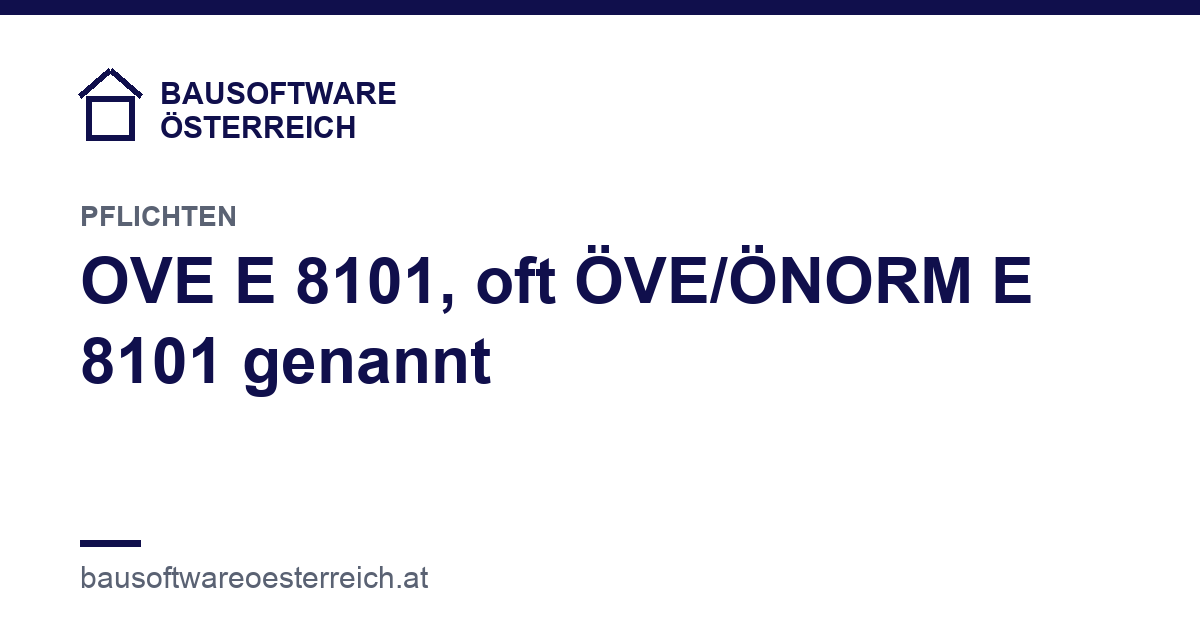 BAUSOFTWARE
ÖSTERREICH
PFLICHTEN
OVE E 8101, oft ÖVE/ÖNORM E
8101 genannt
bausoftwareoesterreich.at